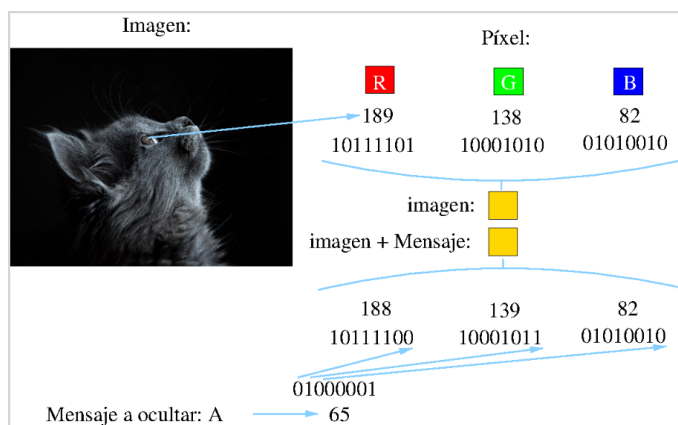 Imagen:
Píxel:
R G B
189 138 82
10111101 10001010 01010010
imagen:
imagen + Mensaje:
188 139 82
10111100 10001011 01010010
01000001
Mensaje a ocultar: A 65